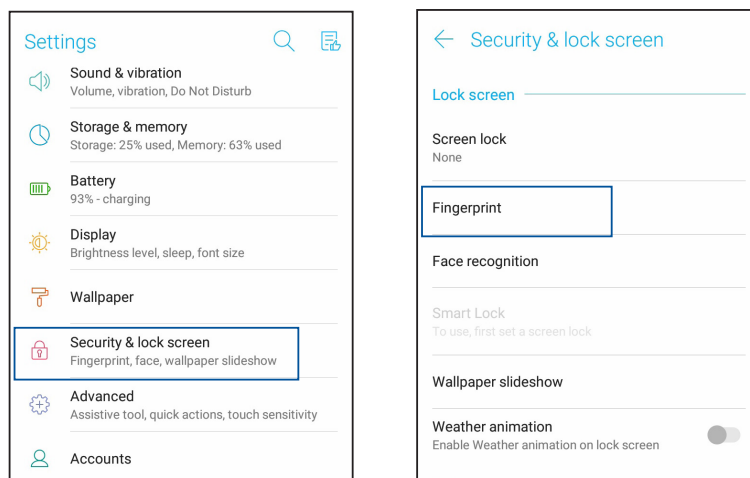 Settings
Sound & vibration
Volume, vibration, Do Not Disturb
Storage & memory
Storage: 25% used, Memory: 63% used
Battery
93% - charging
Display
Brightness level, sleep, font size
Wallpaper
Security & lock screen
Fingerprint, face, wallpaper slideshow
Advanced
Assistive tool, quick actions, touch sensitivity
Accounts
Security & lock screen
Lock screen
Screen lock
None
Fingerprint
Face recognition
Smart Lock
To use, first set a screen lock
Wallpaper slideshow
Weather animation
Enable Weather animation on lock screen